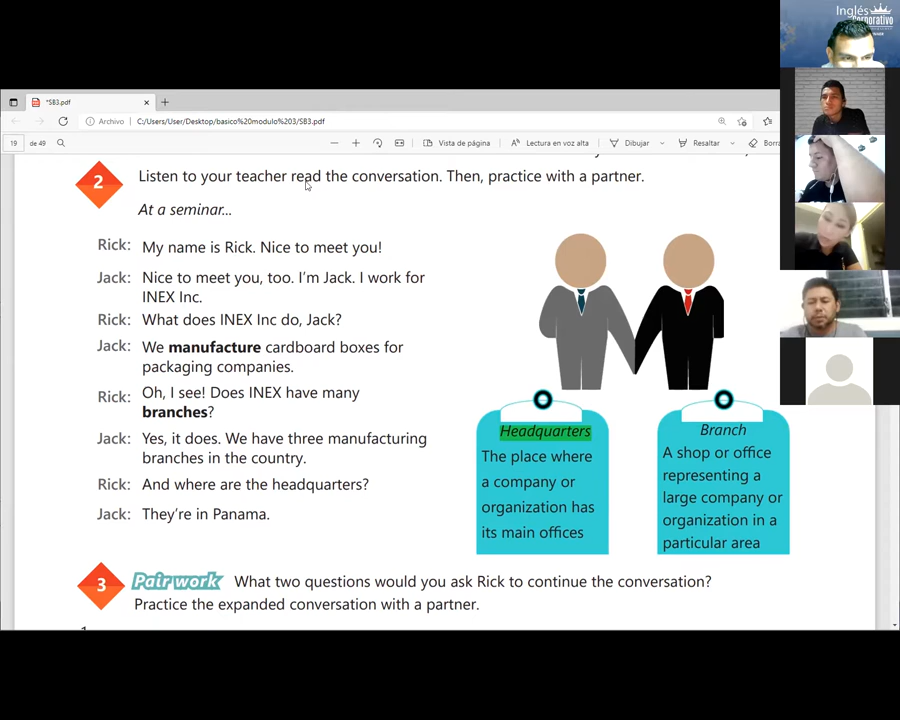 Inglés
Corporativo
*SB3.pdf
Archivo
C:/Users/User/Desktop/basico%20modulo%203/SB3.pdf
19
de 49
Vista de página
Lectura en voz alta
Dibujar
Resaltar
Borra
2
Listen to your teacher read the conversation. Then, practice with a partner.
At a seminar...
Rick: My name is Rick. Nice to meet you!
Jack: Nice to meet you, too. I'm Jack. I work for
INEX Inc.
Rick: What does INEX Inc do, Jack?
Jack: We manufacture cardboard boxes for
packaging companies.
Rick: Oh, I see! Does INEX have many
branches?
Jack: Yes, it does. We have three manufacturing
branches in the country.
Rick: And where are the headquarters?
Jack: They're in Panama.
Headquarters
The place where
a company or
organization has
its main offices
Branch
A shop or office
representing a
large company or
organization in a
particular area
3
Pair work What two questions would you ask Rick to continue the conversation?
Practice the expanded conversation with a partner.